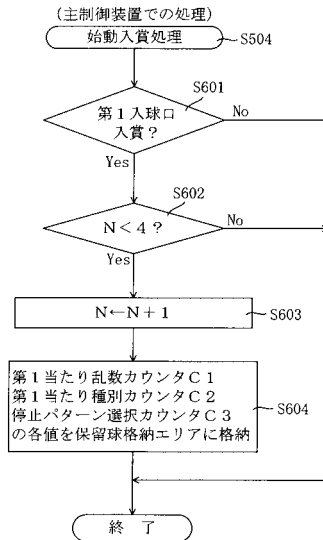 (主制御装置での処理)
始動入賞処理
S504
S601
第1入球口
入賞?
No
Yes
S602
N<4?
No
Yes
N←N+1
S603
第1当たり乱数カウンタC1
第1当たり種別カウンタC2
停止パターン選択カウンタC3
の各値を保留球格納エリアに格納
S604
終 了